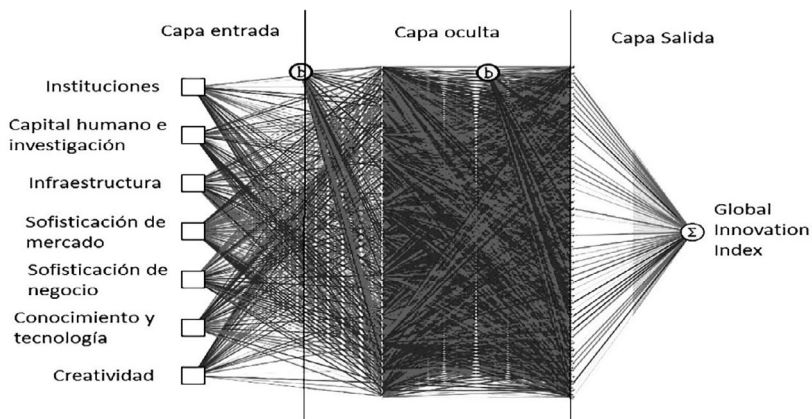 Capa entrada
Capa oculta
Capa Salida
b
b
Instituciones
Capital humano e
investigación
Infraestructura
Sofisticación de
mercado
Sofisticación de
negocio
Conocimiento y
tecnología
Creatividad
Σ
Global
Innovation
Index